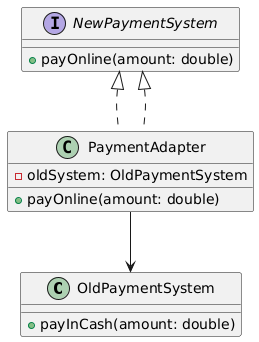 I NewPaymentSystem
payOnline(amount: double)
C PaymentAdapter
oldSystem: OldPaymentSystem
payOnline(amount: double)
C OldPaymentSystem
payInCash(amount: double)